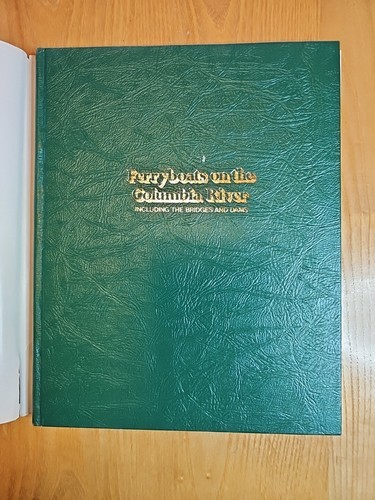 Ferryboats on the
Columbia River
INCLUDING THE BRIDGES AND DAMS